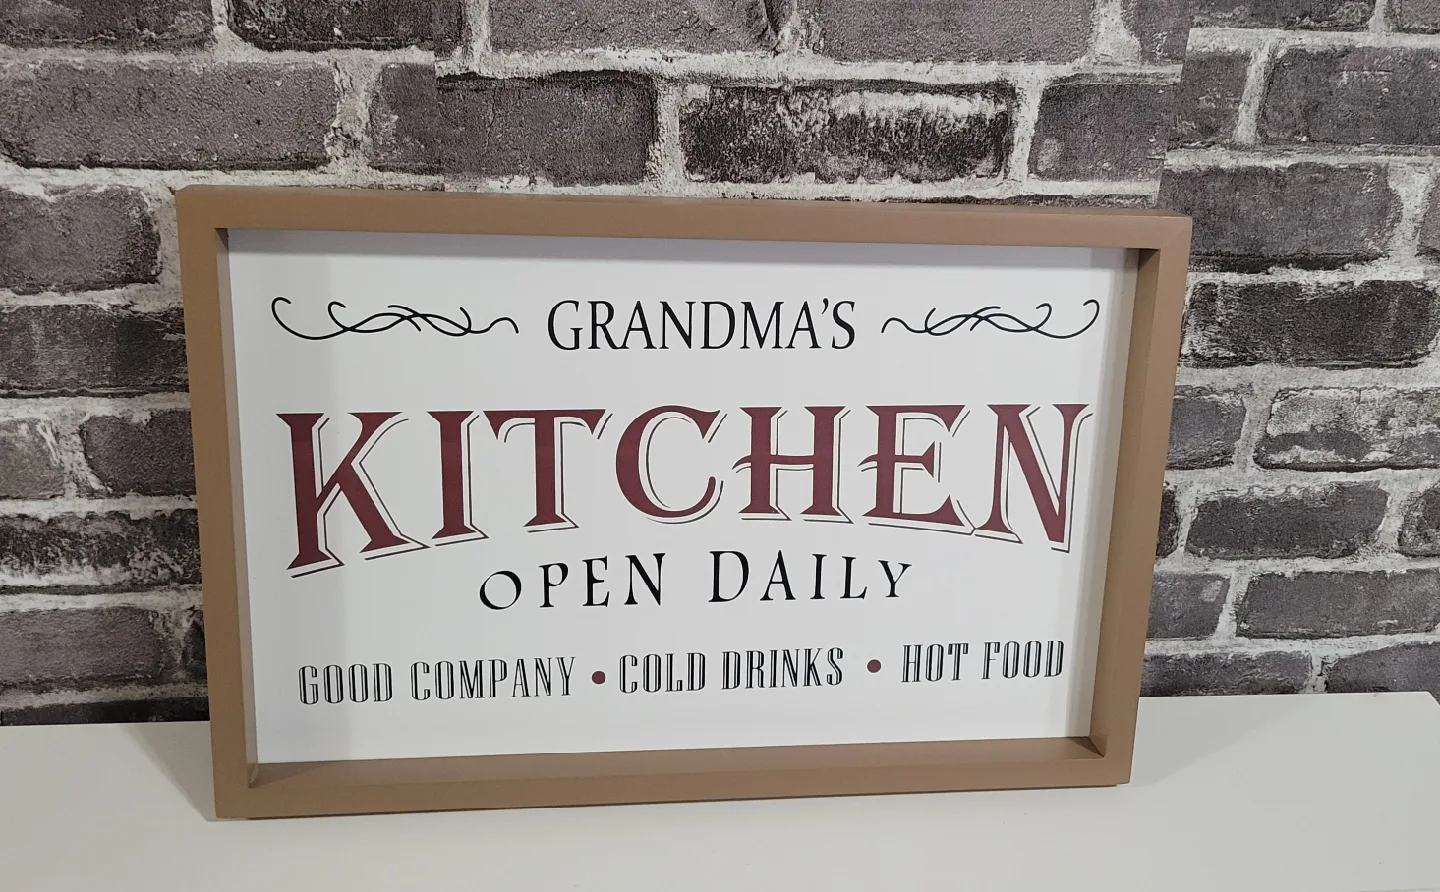 GRANDMA'S
KITCHEN
OPEN DAILY
GOOD COMPANY • COLD DRINKS • HOT FOOD